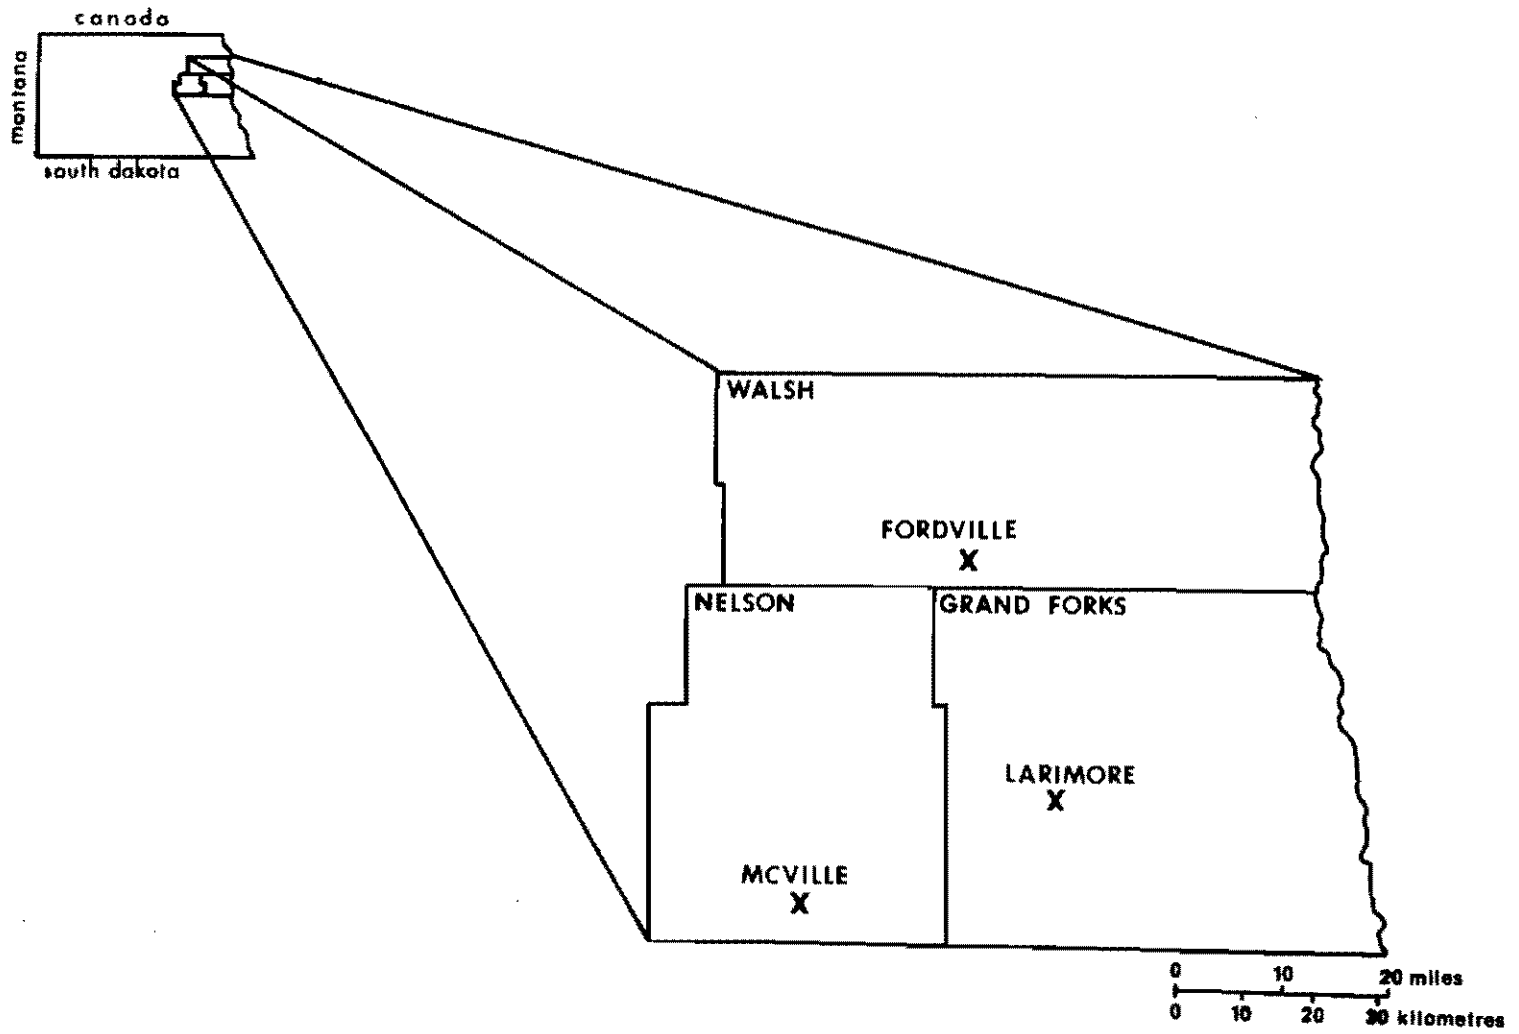 canada
montana
south dakota
WALSH
FORDVILLE
X
NELSON
GRAND FORKS
LARIMORE
X
MCVILLE
X
0 10 20 miles
0 10 20 30 kilometres